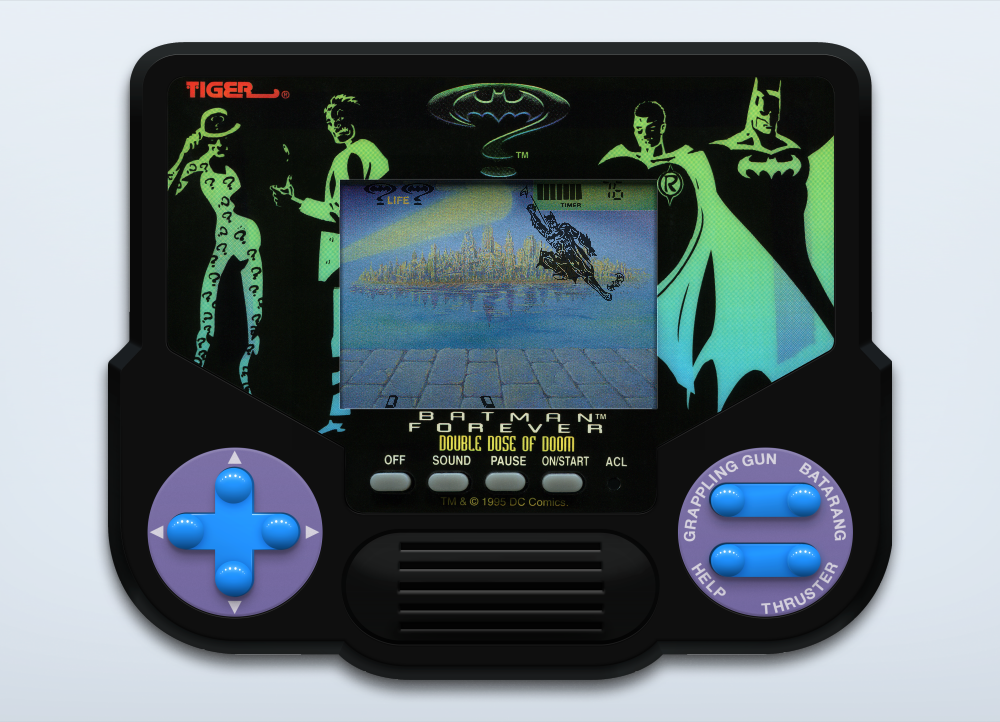 TIGER®
TM
R
LIFE
TIMER
16
BATMAN™
FOREVER
DOUBLE DOSE OF DOOM
OFF SOUND PAUSE ON/START ACL
TM & © 1995 DC Comics.
GRAPPLING GUN
BATARANG
HELP
THRUSTER